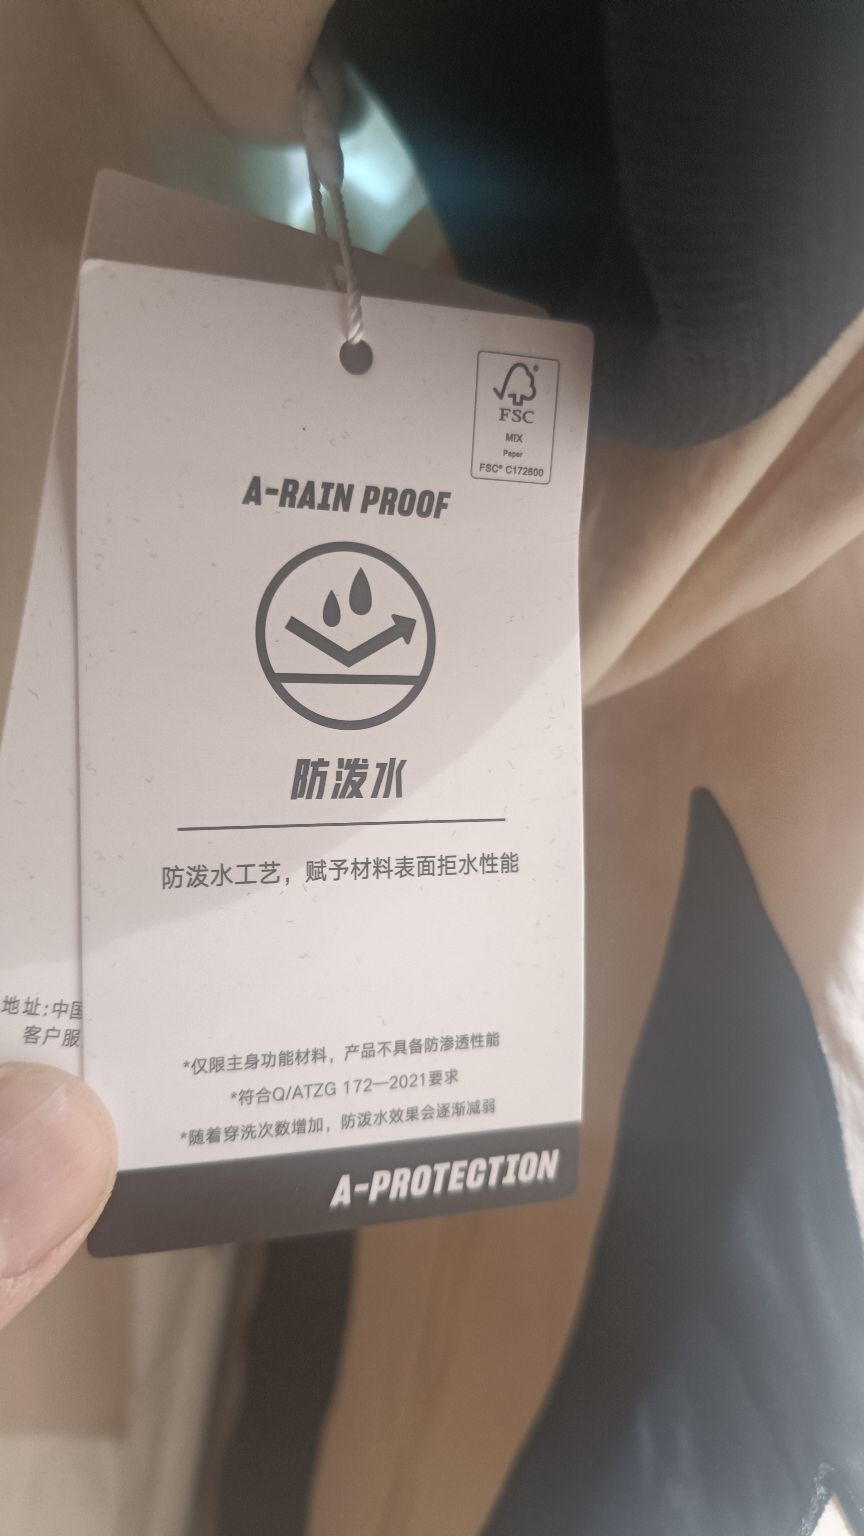 FSC
MIX
Paper
FSC® C172600
A-RAIN PROOF
防泼水
防泼水工艺，赋予材料表面拒水性能
地址:中国
客户服
*仅限主身功能材料，产品不具备防渗透性能
*符合Q/ATZG 172—2021要求
*随着穿洗次数增加，防泼水效果会逐渐减弱
A-PROTECTION